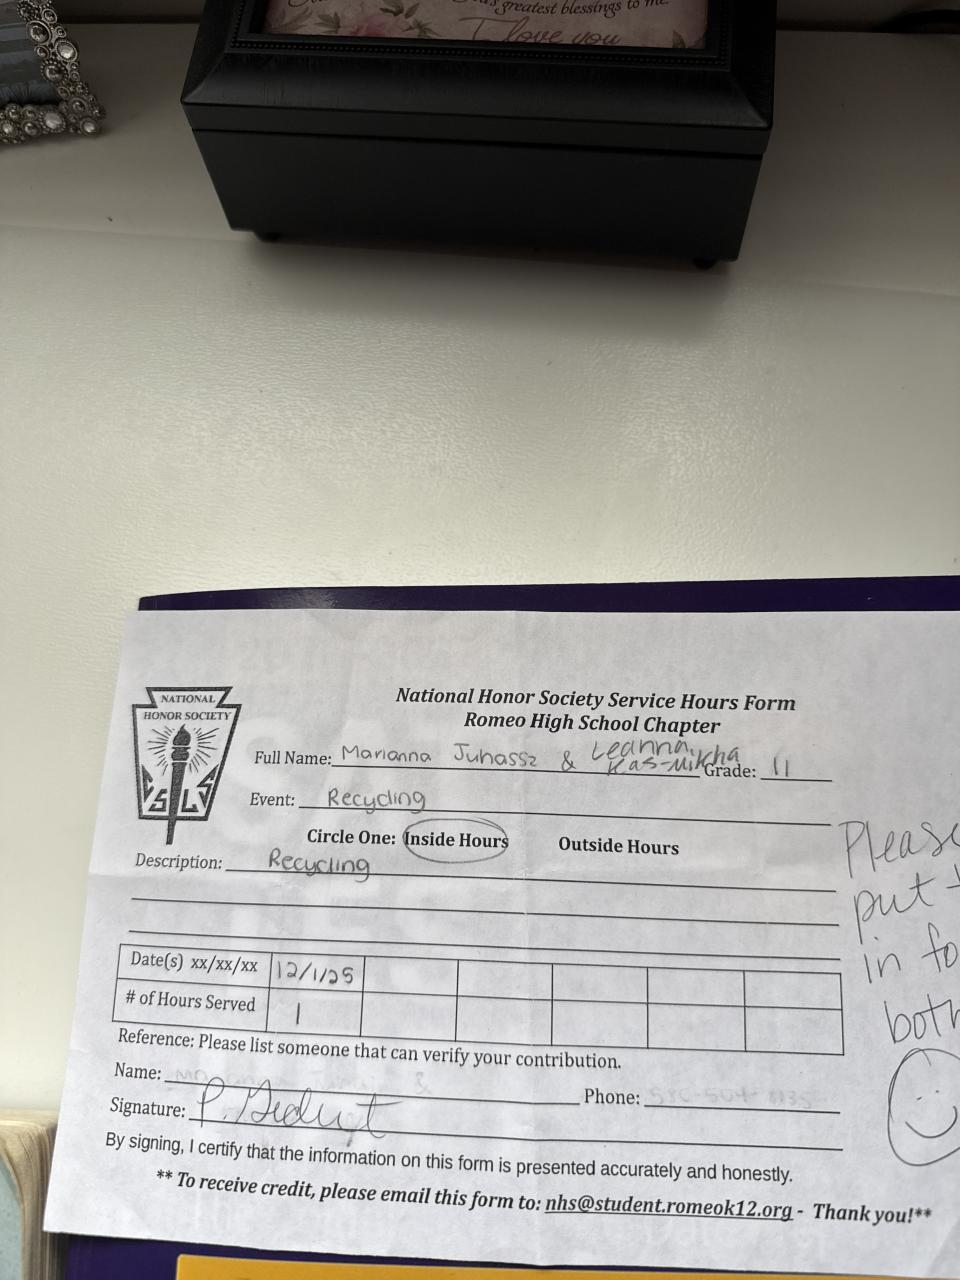 greatest blessings to me
I love you
NATIONAL
HONOR SOCIETY
C S L S
National Honor Society Service Hours Form
Romeo High School Chapter
Full Name: Marianna Juhassz & Leanna Kas-Mikha Grade: 11
Event: Recycling
Circle One: Inside Hours Outside Hours
Description: Recycling
Date(s) xx/xx/xx 12/1/25
# of Hours Served 1
Reference: Please list someone that can verify your contribution.
Name: &
Phone:
Signature: P.
By signing, I certify that the information on this form is presented accurately and honestly.
** To receive credit, please email this form to: nhs@student.romeok12.org - Thank you!**
Please
put
in fo
both